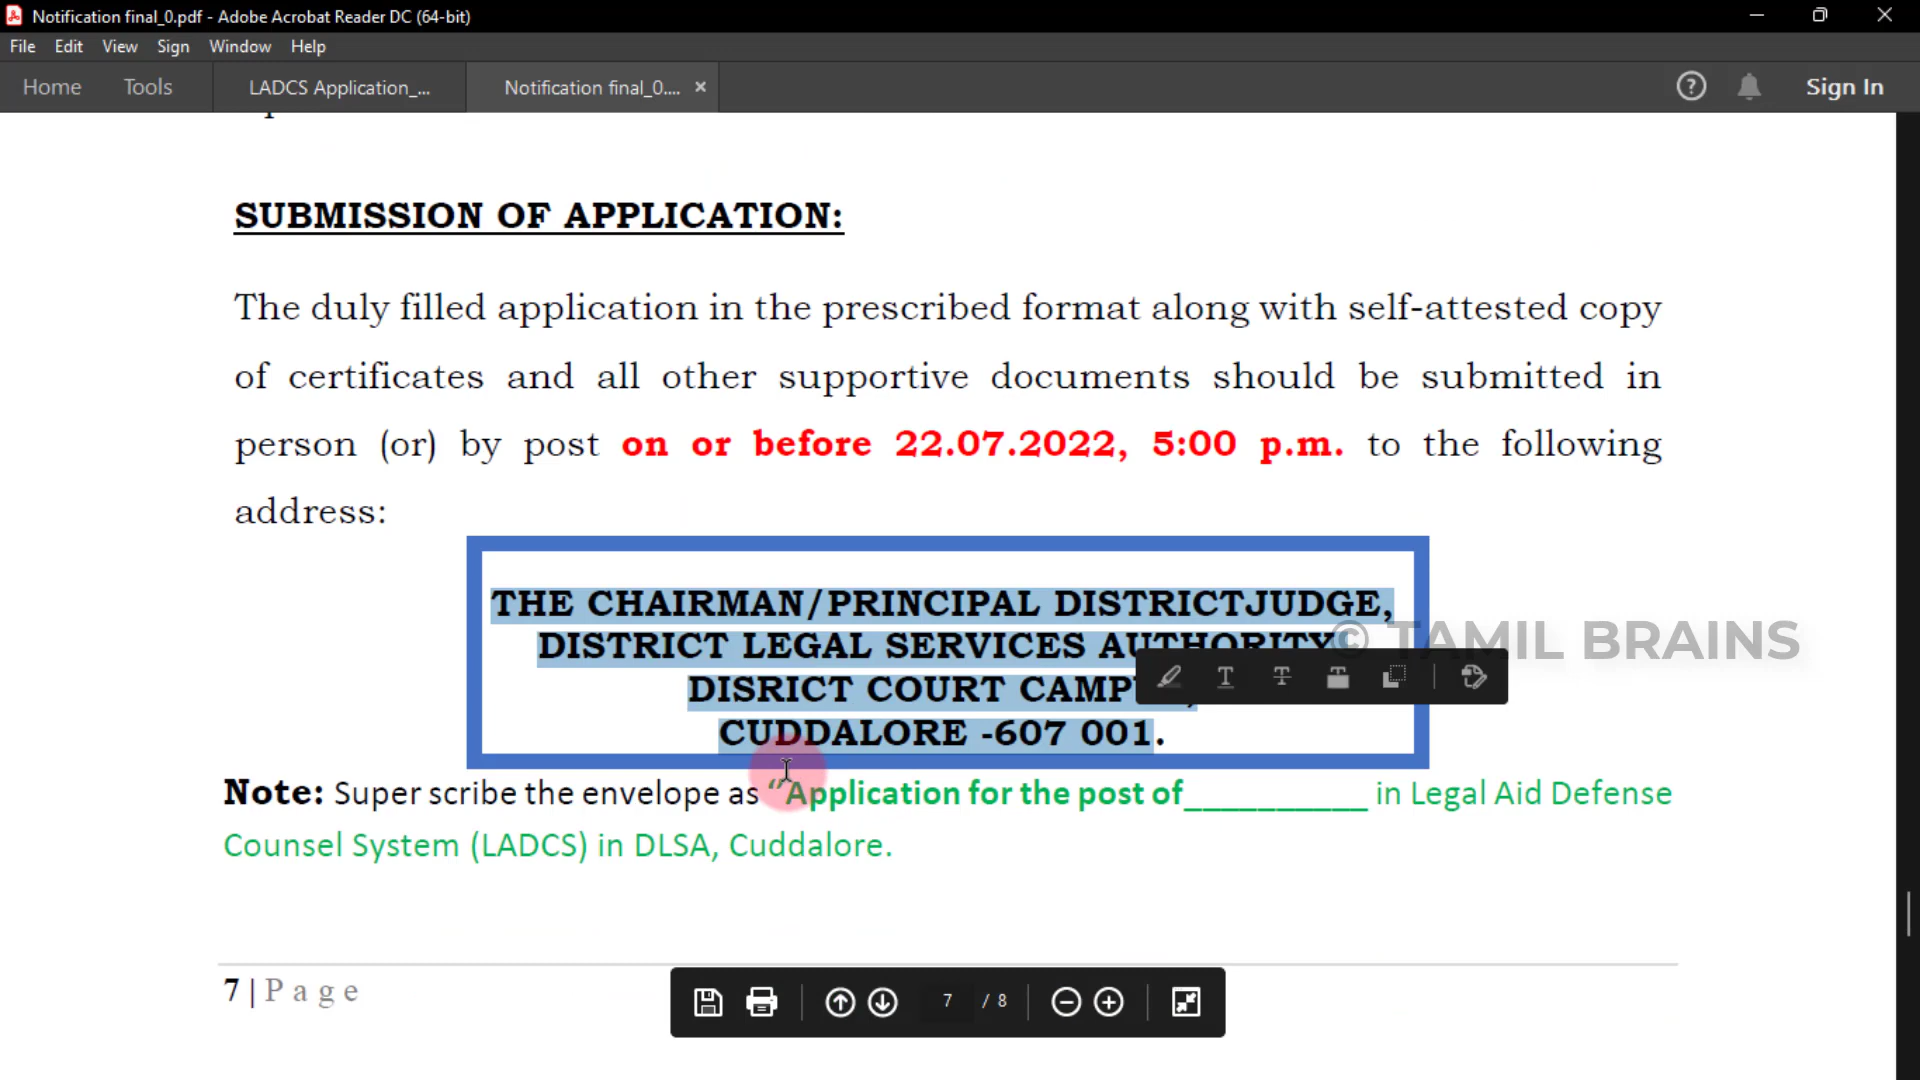 Notification final_0.pdf - Adobe Acrobat Reader DC (64-bit)
File Edit View Sign Window Help
Home Tools LADCS Application_... Notification final_0.... × Sign In
SUBMISSION OF APPLICATION:
The duly filled application in the prescribed format along with self-attested copy
of certificates and all other supportive documents should be submitted in
person (or) by post on or before 22.07.2022, 5:00 p.m. to the following
address:
THE CHAIRMAN/PRINCIPAL DISTRICTJUDGE,
DISTRICT LEGAL SERVICES AUTHORITY
© TAMIL BRAINS
DISRICT COURT CAMP
CUDDALORE -607 001.
Note: Super scribe the envelope as “Application for the post of__________ in Legal Aid Defense
Counsel System (LADCS) in DLSA, Cuddalore.
7 | P a g e
7 / 8